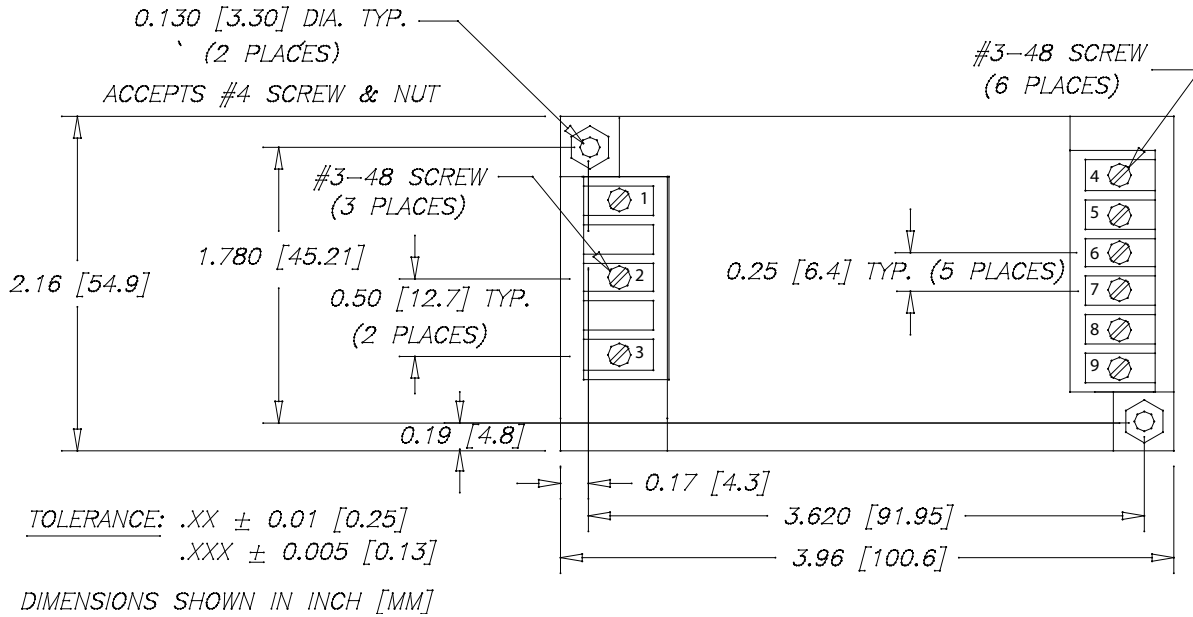 0.130 [3.30] DIA. TYP.
(2 PLACES)
ACCEPTS #4 SCREW & NUT
#3-48 SCREW
(6 PLACES)
#3-48 SCREW
(3 PLACES)
1
2
3
4
5
6
7
8
9
2.16 [54.9]
1.780 [45.21]
0.50 [12.7] TYP.
(2 PLACES)
0.25 [6.4] TYP. (5 PLACES)
0.19 [4.8]
0.17 [4.3]
3.620 [91.95]
3.96 [100.6]
TOLERANCE: .XX ± 0.01 [0.25]
.XXX ± 0.005 [0.13]
DIMENSIONS SHOWN IN INCH [MM]